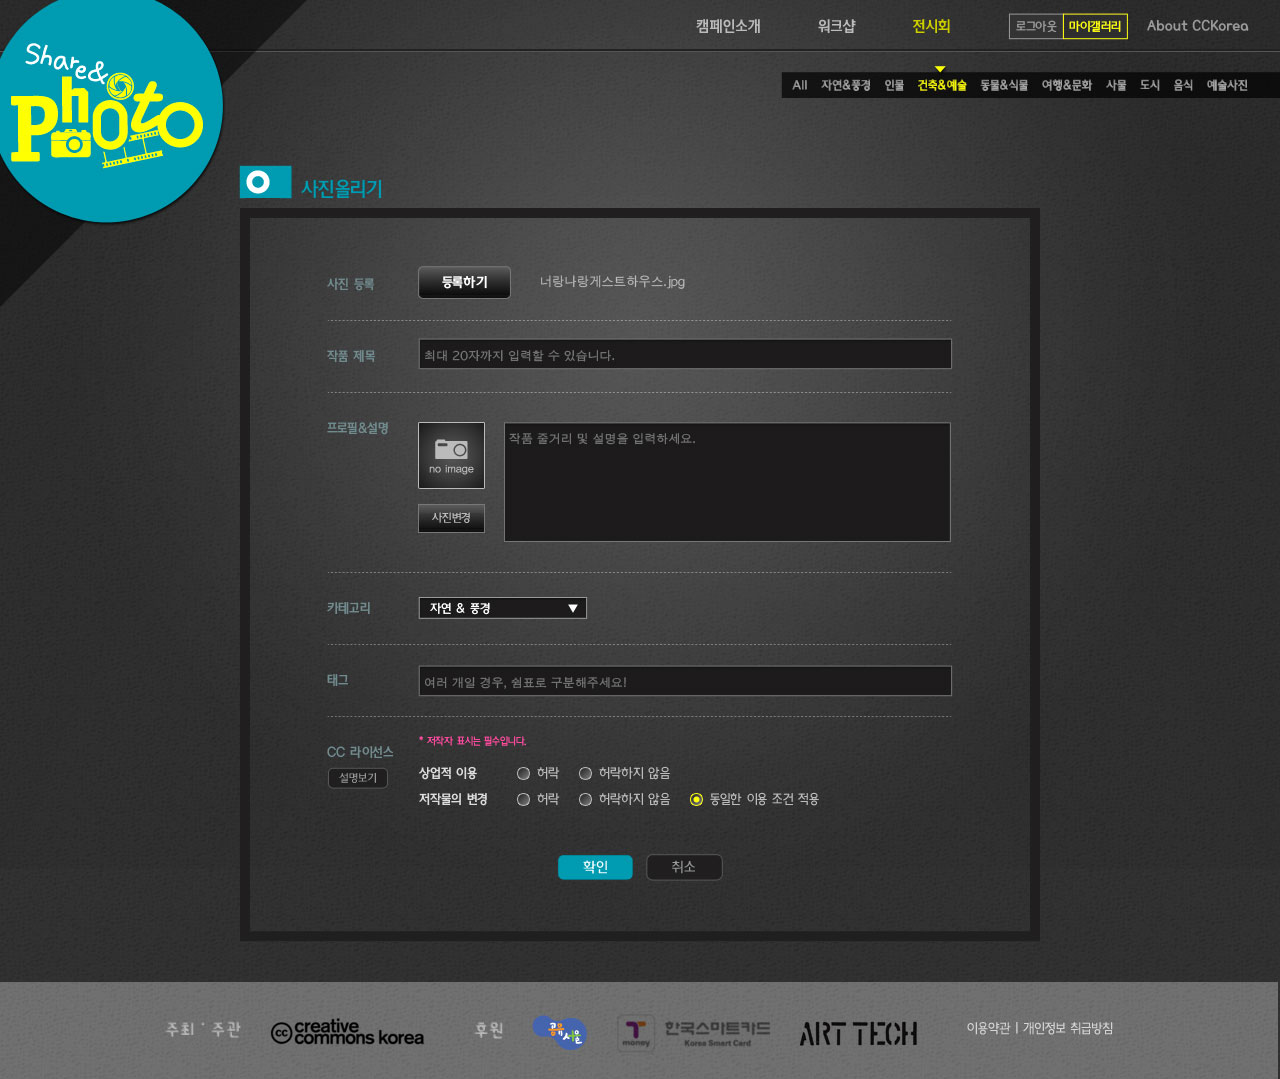 캠페인소개 워크샵 전시회 로그아웃 마이갤러리 About CCKorea
Share&
Photo
All 자연&풍경 인물 건축&예술 동물&식물 여행&문화 사물 도시 음식 예술사진
사진올리기
사진 등록 등록하기 너랑나랑게스트하우스.jpg
작품 제목 최대 20자까지 입력할 수 있습니다.
프로필&설명 작품 줄거리 및 설명을 입력하세요.
no image
사진변경
카테고리 자연 & 풍경
태그 여러 개일 경우, 쉼표로 구분해주세요!
* 저작자 표시는 필수입니다.
CC 라이선스
설명보기
상업적 이용 허락 허락하지 않음
저작물의 변경 허락 허락하지 않음 동일한 이용 조건 적용
확인 취소
주최 · 주관 cc creative commons korea 후원 공유서울 T money 한국스마트카드 Korea Smart Card ART TECH 이용약관 | 개인정보 취급방침